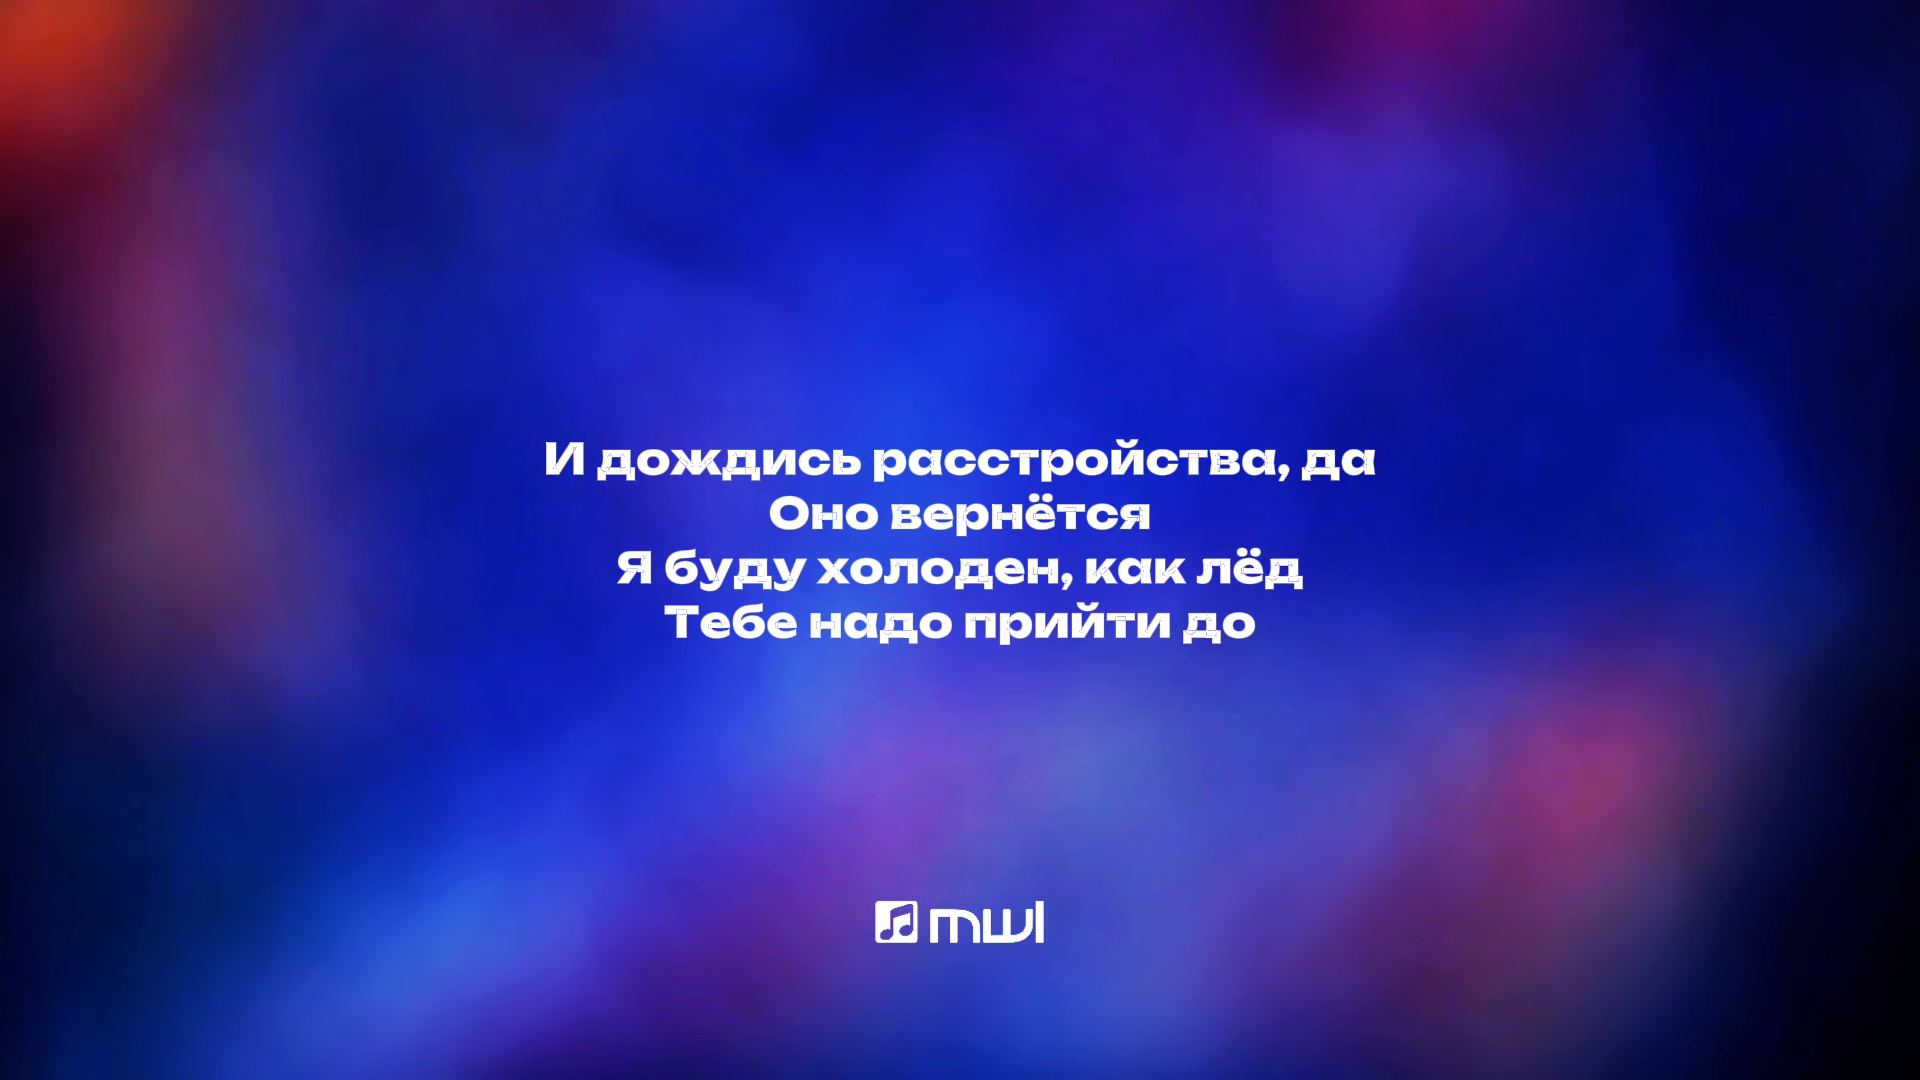 И дождись расстройства, да
Оно вернётся
Я буду холоден, как лёд
Тебе надо прийти до
mwl